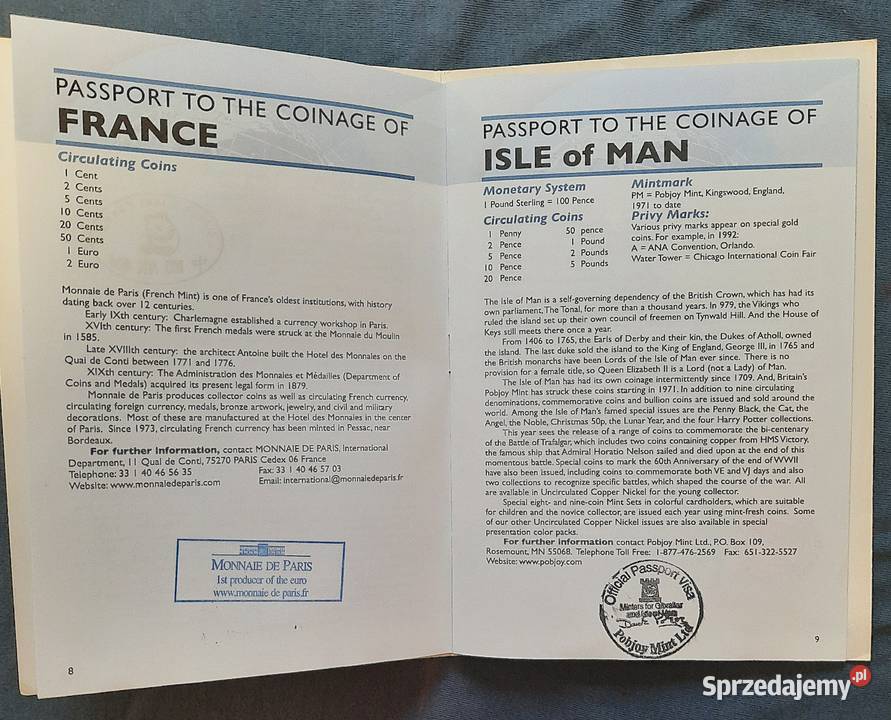 PASSPORT TO THE COINAGE OF
FRANCE
Circulating Coins
1 Cent
2 Cents
5 Cents
10 Cents
20 Cents
50 Cents
1 Euro
2 Euro
Monnaie de Paris (French Mint) is one of France's oldest institutions, with history
dating back over 12 centuries.
Early IXth century: Charlemagne established a currency workshop in Paris.
XVIth century: The first French medals were struck at the Monnaie du Moulin
in 1585.
Late XVIIIth century: the architect Antoine built the Hotel des Monnaies on the
Quai de Conti between 1771 and 1776.
XIXth century: The Administration des Monnaies et Médailles (Department of
Coins and Medals) acquired its present legal form in 1879.
Monnaie de Paris produces collector coins as well as circulating French currency,
circulating foreign currency, medals, bronze artwork, jewelry, and civil and military
decorations. Most of these are manufactured at the Hotel des Monnaies in the center
of Paris. Since 1973, circulating French currency has been minted in Pessac, near
Bordeaux.
For further information, contact MONNAIE DE PARIS, International
Department, 11 Quai de Conti, 75270 PARIS Cedex 06 France
Telephone: 33 1 40 46 56 35 Fax: 33 1 40 46 57 03
Website: www.monnaiedeparis.com Email: international@monnaiedeparis.fr
MONNAIE DE PARIS
1st producer of the euro
www.monnaie de paris.fr
8
PASSPORT TO THE COINAGE OF
ISLE of MAN
Monetary System
1 Pound Sterling = 100 Pence
Circulating Coins
1 Penny 50 pence
2 Pence 1 Pound
5 Pence 2 Pounds
10 Pence 5 Pounds
20 Pence
Mintmark
PM = Pobjoy Mint, Kingswood, England,
1971 to date
Privy Marks:
Various privy marks appear on special gold
coins. For example, in 1992:
A = ANA Convention, Orlando.
Water Tower = Chicago International Coin Fair
The Isle of Man is a self-governing dependency of the British Crown, which has had its
own parliament, The Tonal, for more than a thousand years. In 979, the Vikings who
ruled the island set up their own council of freemen on Tynwald Hill. And the House of
Keys still meets there once a year.
From 1406 to 1765, the Earls of Derby and their kin, the Dukes of Atholl, owned
the island. The last duke sold the island to the King of England, George III, in 1765 and
the British monarchs have been Lords of the Isle of Man ever since. There is no
provision for a female title, so Queen Elizabeth II is a Lord (not a Lady) of Man.
The Isle of Man has had its own coinage intermittently since 1709. And, Britain's
Pobjoy Mint has struck these coins starting in 1971. In addition to nine circulating
denominations, commemorative coins and bullion coins are issued and sold around the
world. Among the Isle of Man's famed special issues are the Penny Black, the Cat, the
Angel, the Noble, Christmas 50p, the Lunar Year, and the four Harry Potter collections.
This year sees the release of a range of coins to commemorate the bi-centenary
of the Battle of Trafalgar, which includes two coins containing copper from HMS Victory,
the famous ship that Admiral Horatio Nelson sailed and died upon at the end of this
momentous battle. Special coins to mark the 60th Anniversary of the end of WWII
have also been issued, including coins to commemorate both VE and VJ days and also
two collections to recognize specific battles, which shaped the course of the war. All
are available in Uncirculated Copper Nickel for the young collector.
Special eight- and nine-coin Mint Sets in colorful cardholders, which are suitable
for children and the novice collector, are issued each year using mint-fresh coins. Some
of our other Uncirculated Copper Nickel issues are also available in special
presentation color packs.
For further information contact Pobjoy Mint Ltd., P.O. Box 109,
Rosemount, MN 55068. Telephone Toll Free: 1-877-476-2569 Fax: 651-322-5527
Website: www.pobjoy.com
Official Passport Visa
Minters for Gibraltar
and Isle of Man
Pobjoy Mint Ltd
9
Sprzedajemy.pl